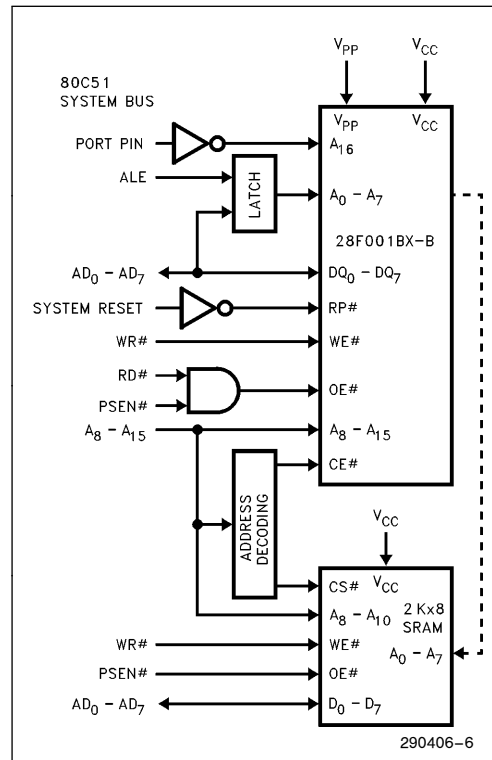 V_PP V_CC
80C51
SYSTEM BUS
V_PP V_CC
PORT PIN A_16
ALE LATCH A_0 - A_7
28F001BX-B
AD_0 - AD_7 DQ_0 - DQ_7
SYSTEM RESET RP#
WR# WE#
RD#
OE#
PSEN#
A_8 - A_15 A_8 - A_15
CE#
ADDRESS DECODING
V_CC
CS# V_CC
2 Kx8
SRAM
A_8 - A_10
WR# WE#
A_0 - A_7
PSEN# OE#
AD_0 - AD_7 D_0 - D_7
290406-6